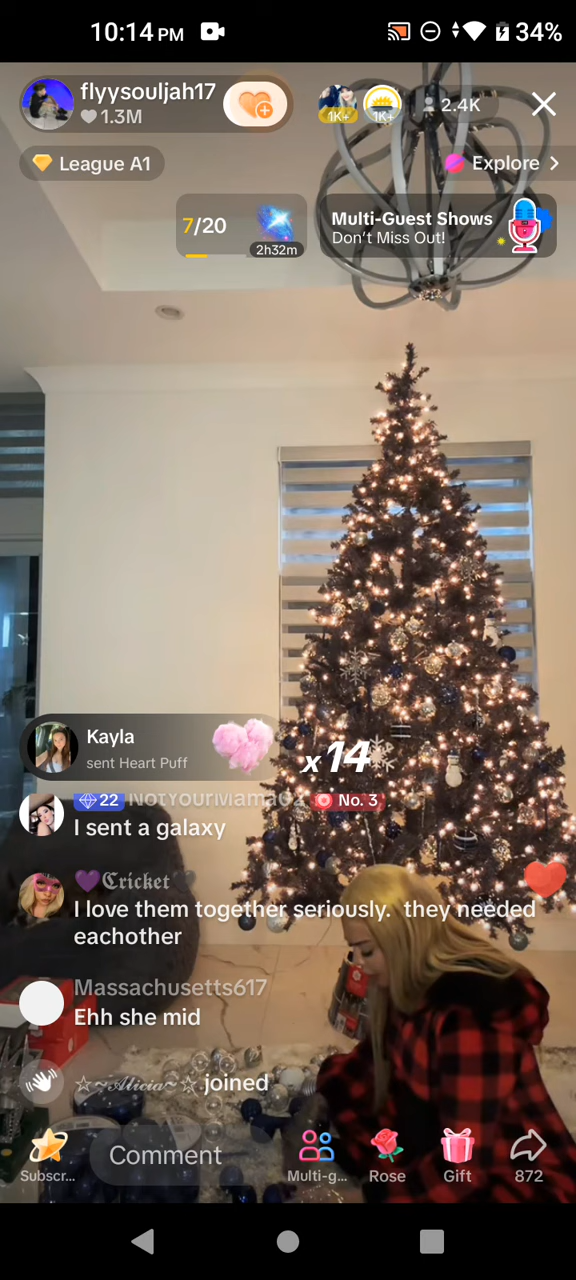 10:14 PM
34%
flyysouljah17
1.3M
1K+
1K+
2.4K
League A1
Explore
7/20
2h32m
Multi-Guest Shows
Don't Miss Out!
Kayla
sent Heart Puff
x14
22 NotYourMamaG2 No. 3
I sent a galaxy
💜ℭ𝔯𝔦𝔠𝔨𝔢𝔱
I love them together seriously. they needed
eachother
Massachusetts617
Ehh she mid
☆~𝒜𝓁𝒾𝒸𝒾𝒶~☆ joined
Subscr...
Comment
Multi-g...
Rose
Gift
872